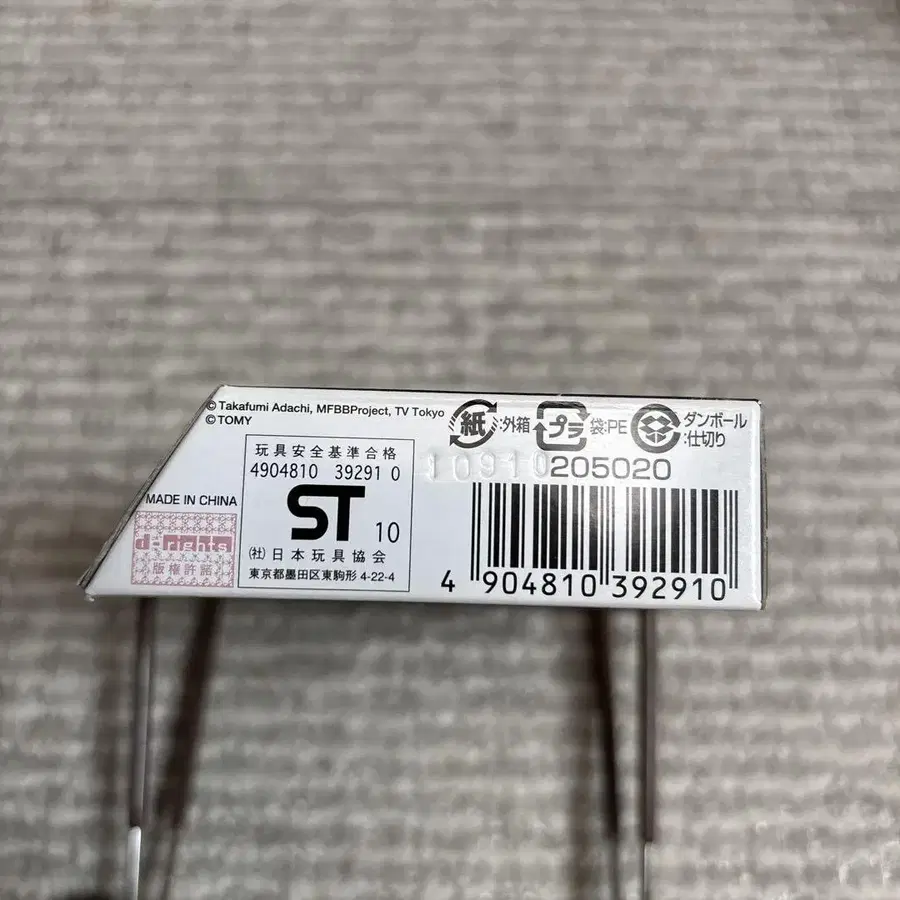 © Takafumi Adachi, MFBBProject, TV Tokyo
© TOMY
紙:外箱
プラ袋:PE
ダンボール
:仕切り
玩具安全基準合格
4904810 39291 0
ST 10
(社)日本玩具協会
東京都墨田区東駒形 4-22-4
MADE IN CHINA
d-rights
版権許諾
10910
205020
4 904810 392910